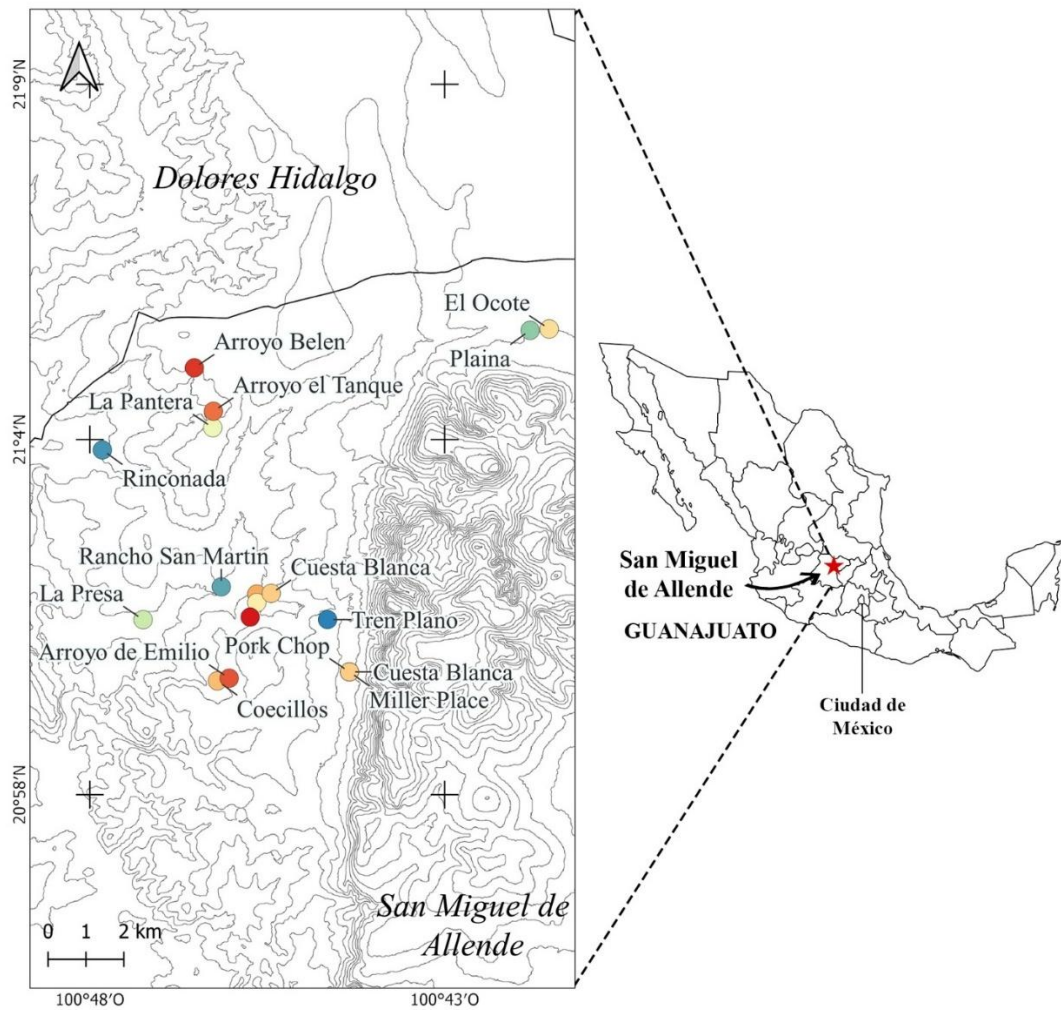 21°9'N
Dolores Hidalgo
El Ocote
Plaina
Arroyo Belen
Arroyo el Tanque
La Pantera
21°4'N
Rinconada
Rancho San Martin
Cuesta Blanca
La Presa
Tren Plano
Pork Chop
Arroyo de Emilio
Cuesta Blanca
Miller Place
Coecillos
20°58'N
San Miguel de
Allende
0 1 2 km
100°48'O
100°43'O
San Miguel
de Allende
GUANAJUATO
Ciudad de
México